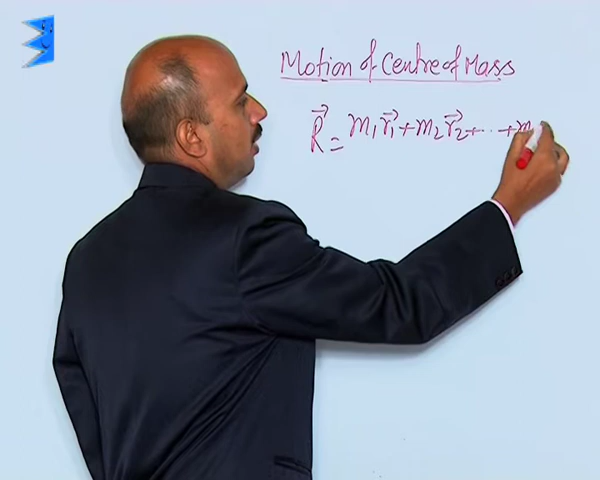 Motion of Centre of Mass
R⃗ = m₁r⃗₁ + m₂r⃗₂ + ... + m